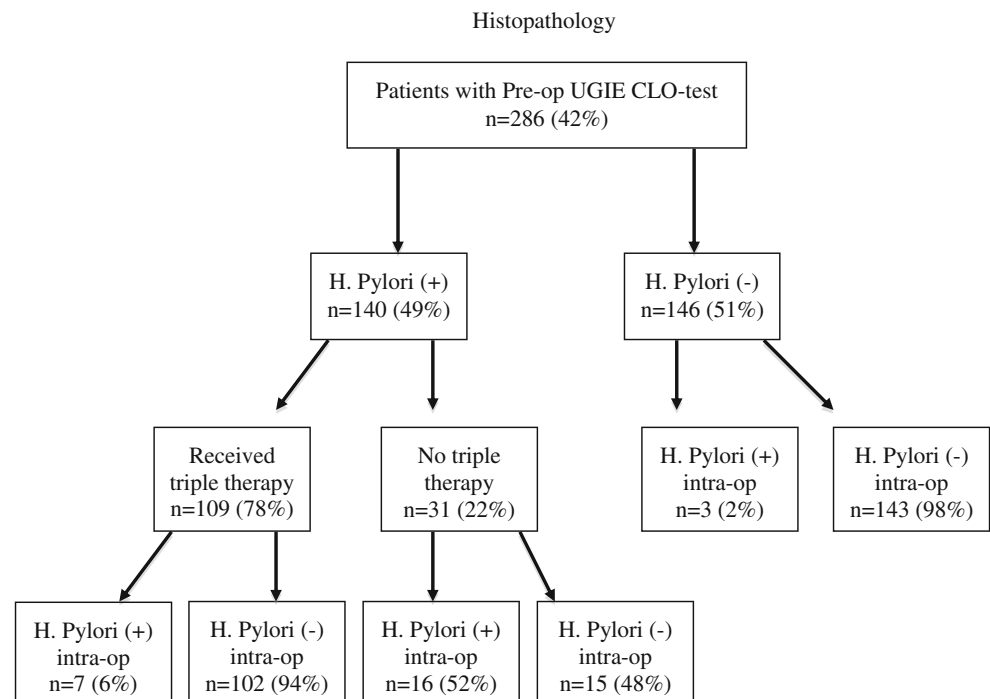 Histopathology
Patients with Pre-op UGIE CLO-test
n=286 (42%)
H. Pylori (+)
n=140 (49%)
H. Pylori (-)
n=146 (51%)
Received
triple therapy
n=109 (78%)
No triple
therapy
n=31 (22%)
H. Pylori (+)
intra-op
n=3 (2%)
H. Pylori (-)
intra-op
n=143 (98%)
H. Pylori (+)
intra-op
n=7 (6%)
H. Pylori (-)
intra-op
n=102 (94%)
H. Pylori (+)
intra-op
n=16 (52%)
H. Pylori (-)
intra-op
n=15 (48%)